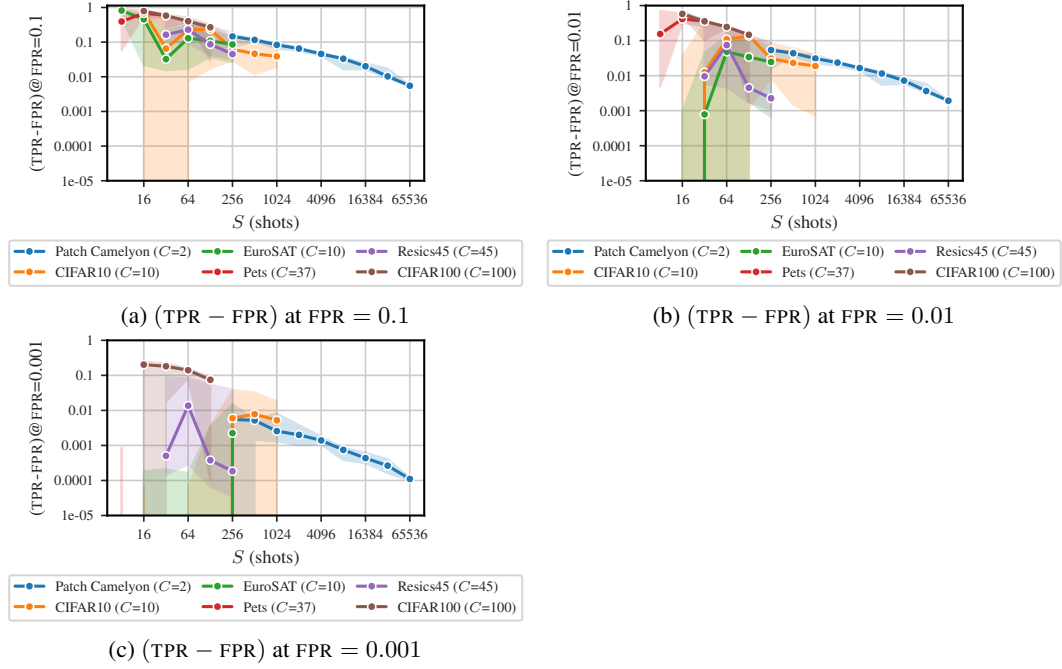 (TPR-FPR)@FPR=0.1
1
0.1
0.01
0.001
0.0001
1e-05
16 64 256 1024 4096 16384 65536
S (shots)
Patch Camelyon (C=2) EuroSAT (C=10) Resics45 (C=45)
CIFAR10 (C=10) Pets (C=37) CIFAR100 (C=100)
(a) (TPR − FPR) at FPR = 0.1
(TPR-FPR)@FPR=0.01
1
0.1
0.01
0.001
0.0001
1e-05
16 64 256 1024 4096 16384 65536
S (shots)
Patch Camelyon (C=2) EuroSAT (C=10) Resics45 (C=45)
CIFAR10 (C=10) Pets (C=37) CIFAR100 (C=100)
(b) (TPR − FPR) at FPR = 0.01
(TPR-FPR)@FPR=0.001
1
0.1
0.01
0.001
0.0001
1e-05
16 64 256 1024 4096 16384 65536
S (shots)
Patch Camelyon (C=2) EuroSAT (C=10) Resics45 (C=45)
CIFAR10 (C=10) Pets (C=37) CIFAR100 (C=100)
(c) (TPR − FPR) at FPR = 0.001